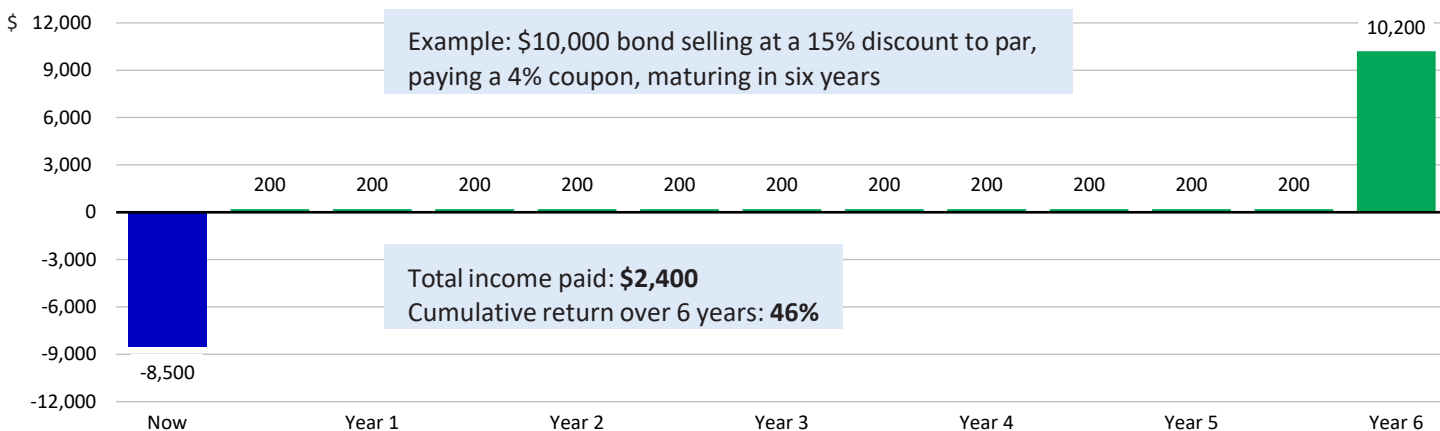 $ 12,000
10,200
Example: $10,000 bond selling at a 15% discount to par,
paying a 4% coupon, maturing in six years
9,000
6,000
3,000
200 200 200 200 200 200 200 200 200 200 200
0
-3,000
Total income paid: $2,400
Cumulative return over 6 years: 46%
-6,000
-9,000
-8,500
-12,000
Now Year 1 Year 2 Year 3 Year 4 Year 5 Year 6